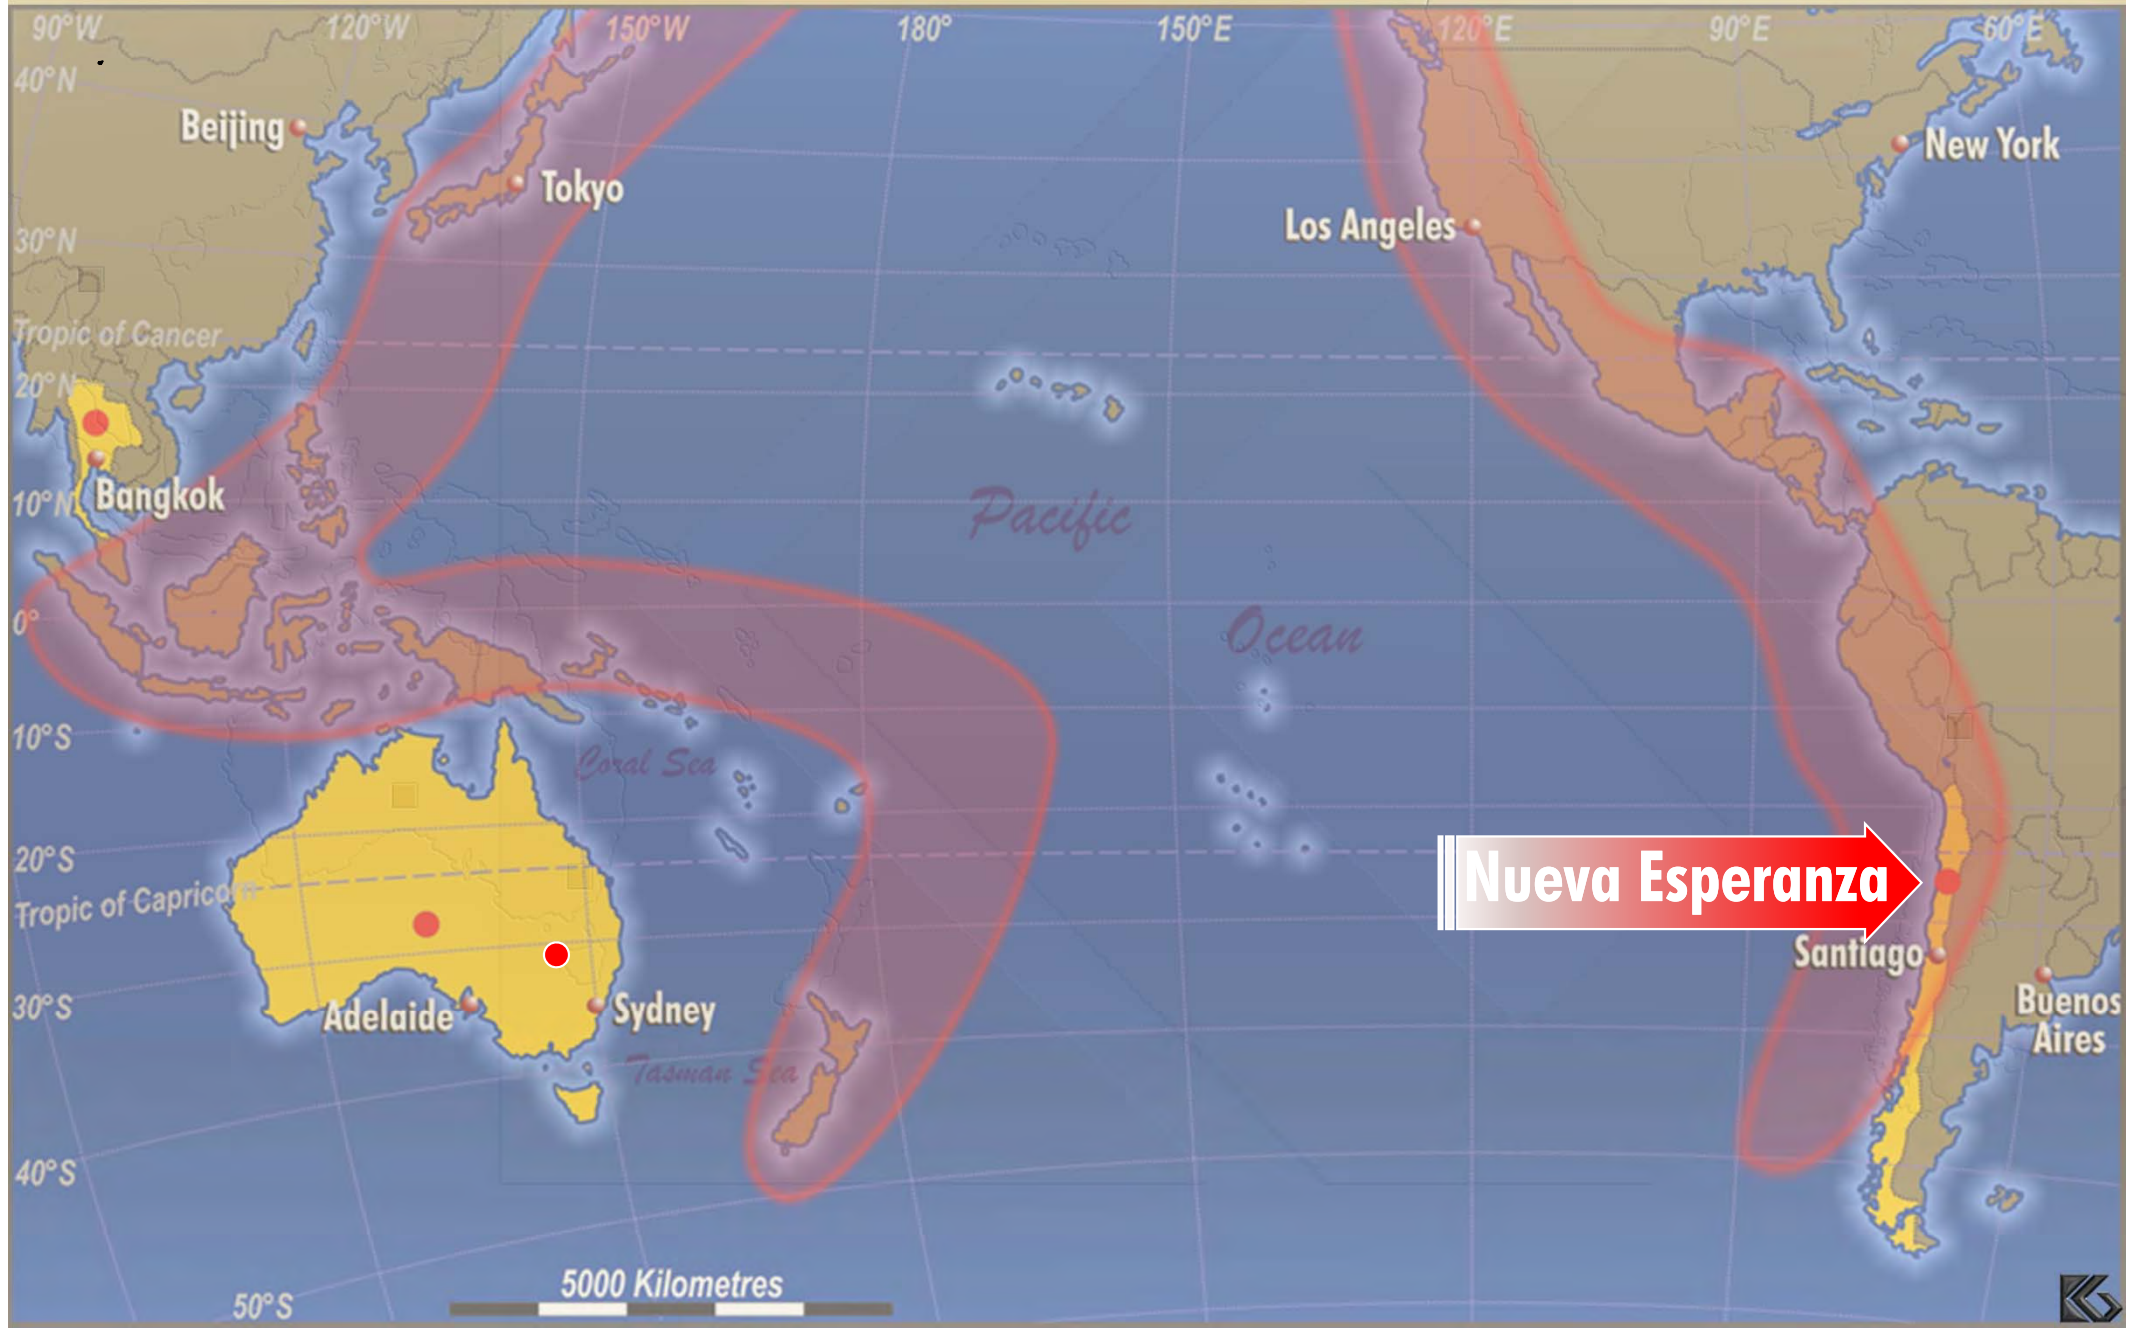 90°W 120°W 150°W 180° 150°E 120°E 90°E 60°E
40°N
Beijing
New York
Tokyo
Los Angeles
30°N
Tropic of Cancer
20°N
Bangkok
10°N
Pacific
Ocean
0°
10°S
Coral Sea
20°S
Nueva Esperanza
Tropic of Capricorn
Santiago
30°S
Adelaide
Sydney
Buenos
Aires
Tasman Sea
40°S
5000 Kilometres
50°S
KG